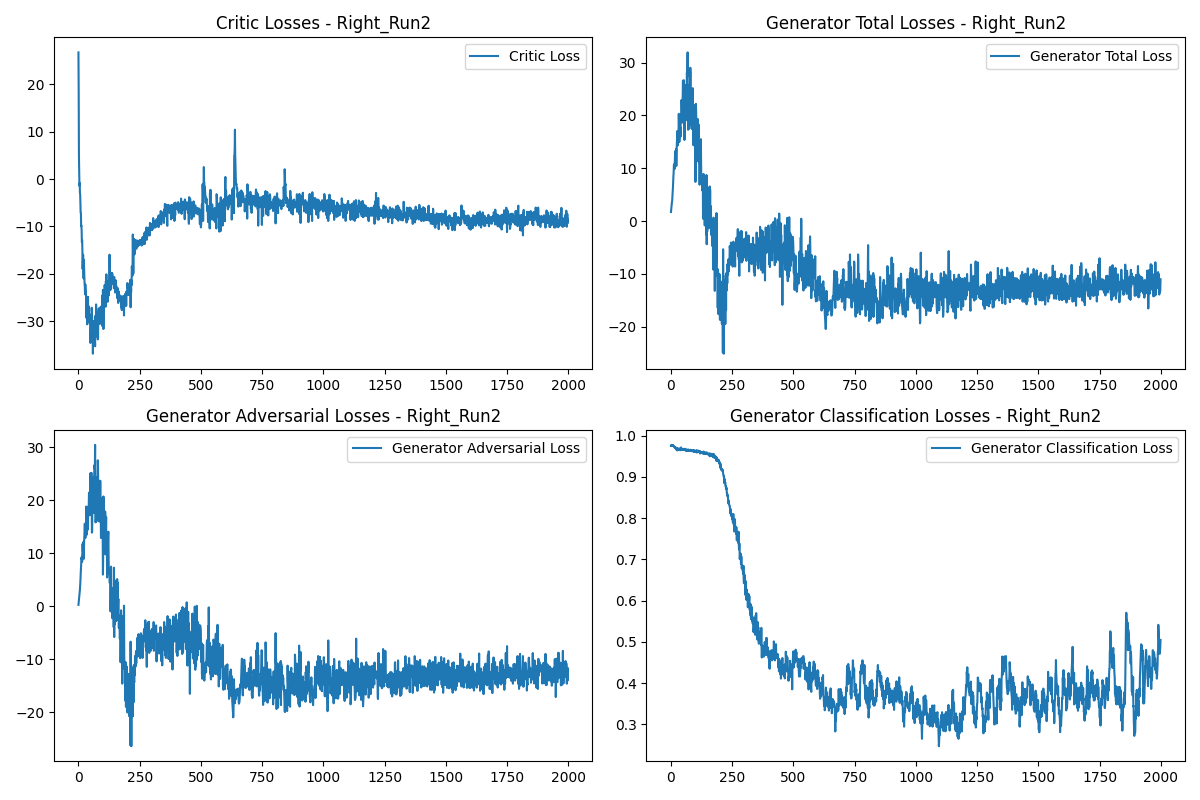 Critic Losses - Right_Run2
Critic Loss
20
10
0
−10
−20
−30
0 250 500 750 1000 1250 1500 1750 2000
Generator Total Losses - Right_Run2
Generator Total Loss
30
20
10
0
−10
−20
0 250 500 750 1000 1250 1500 1750 2000
Generator Adversarial Losses - Right_Run2
Generator Adversarial Loss
30
20
10
0
−10
−20
0 250 500 750 1000 1250 1500 1750 2000
Generator Classification Losses - Right_Run2
Generator Classification Loss
1.0
0.9
0.8
0.7
0.6
0.5
0.4
0.3
0 250 500 750 1000 1250 1500 1750 2000